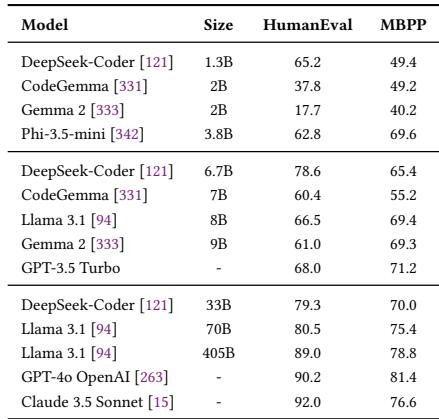 Model Size HumanEval MBPP
DeepSeek-Coder [121] 1.3B 65.2 49.4
CodeGemma [331] 2B 37.8 49.2
Gemma 2 [333] 2B 17.7 40.2
Phi-3.5-mini [342] 3.8B 62.8 69.6
DeepSeek-Coder [121] 6.7B 78.6 65.4
CodeGemma [331] 7B 60.4 55.2
Llama 3.1 [94] 8B 66.5 69.4
Gemma 2 [333] 9B 61.0 69.3
GPT-3.5 Turbo - 68.0 71.2
DeepSeek-Coder [121] 33B 79.3 70.0
Llama 3.1 [94] 70B 80.5 75.4
Llama 3.1 [94] 405B 89.0 78.8
GPT-4o OpenAI [263] - 90.2 81.4
Claude 3.5 Sonnet [15] - 92.0 76.6